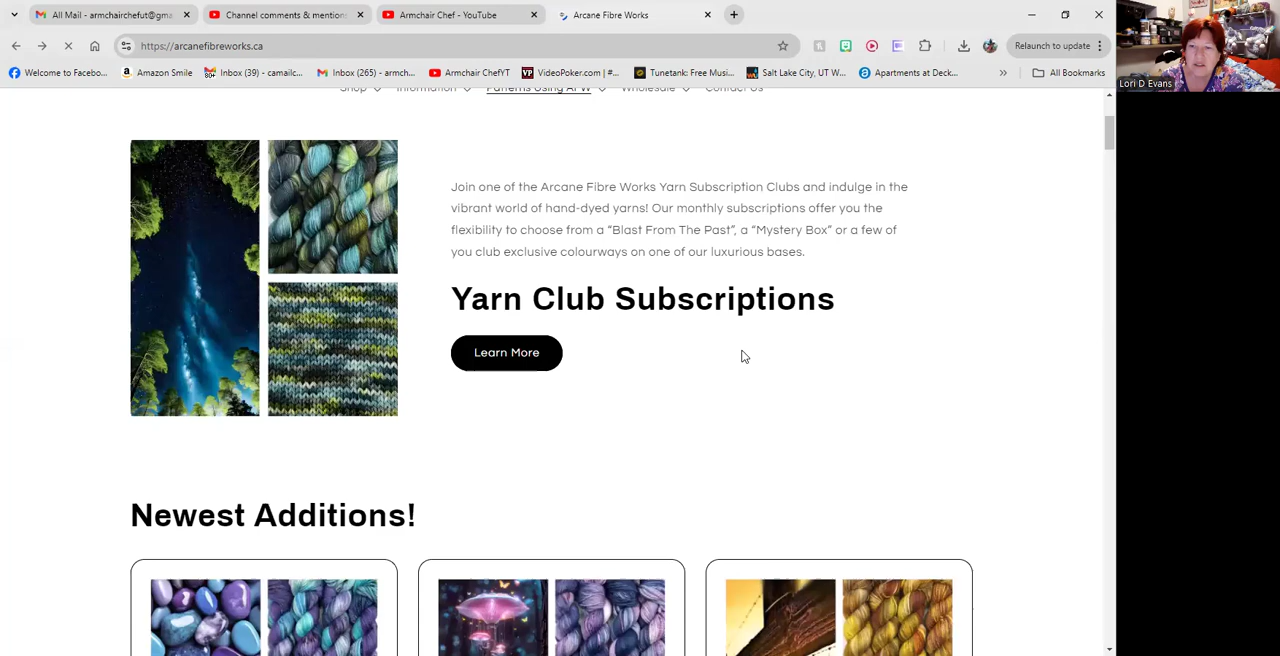 All Mail - armchairchefut@gma
Channel comments & mentions
Armchair Chef - YouTube
Arcane Fibre Works
https://arcanefibreworks.ca
Relaunch to update
Welcome to Facebo...
Amazon Smile
Inbox (39) - camailc...
Inbox (265) - armch...
Armchair ChefYT
VideoPoker.com | #...
Tunetank: Free Musi...
Salt Lake City, UT W...
Apartments at Deck...
All Bookmarks
Lori D Evans
Shop
Information
Patterns Using AFW
Wholesale
Contact Us
Join one of the Arcane Fibre Works Yarn Subscription Clubs and indulge in the
vibrant world of hand-dyed yarns! Our monthly subscriptions offer you the
flexibility to choose from a “Blast From The Past”, a “Mystery Box” or a few of
you club exclusive colourways on one of our luxurious bases.
Yarn Club Subscriptions
Learn More
Newest Additions!